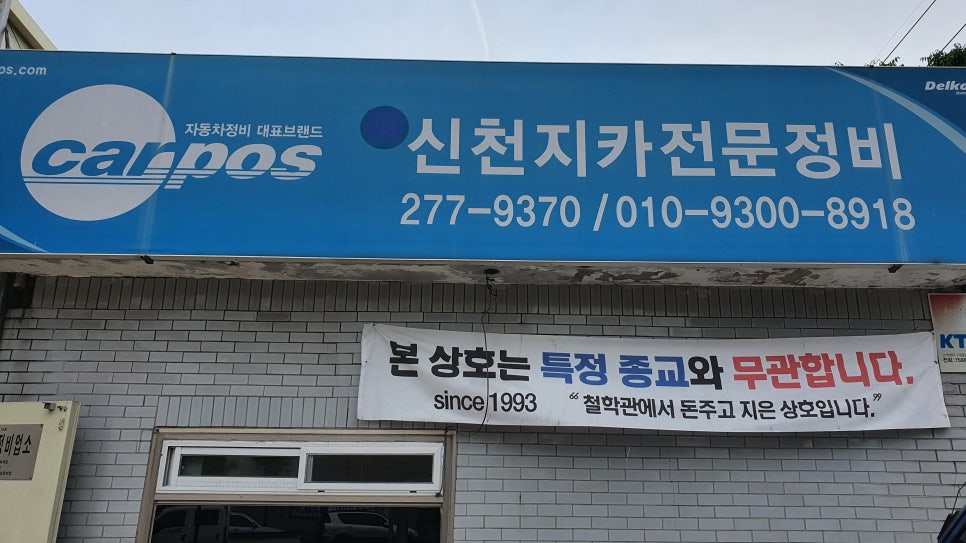 os.com
carpos
자동차정비 대표브랜드
신천지카전문정비
277-9370 / 010-9300-8918
Delko
본 상호는 특정 종교와 무관합니다.
since 1993 “철학관에서 돈주고 지은 상호입니다.”
KT
정비업소